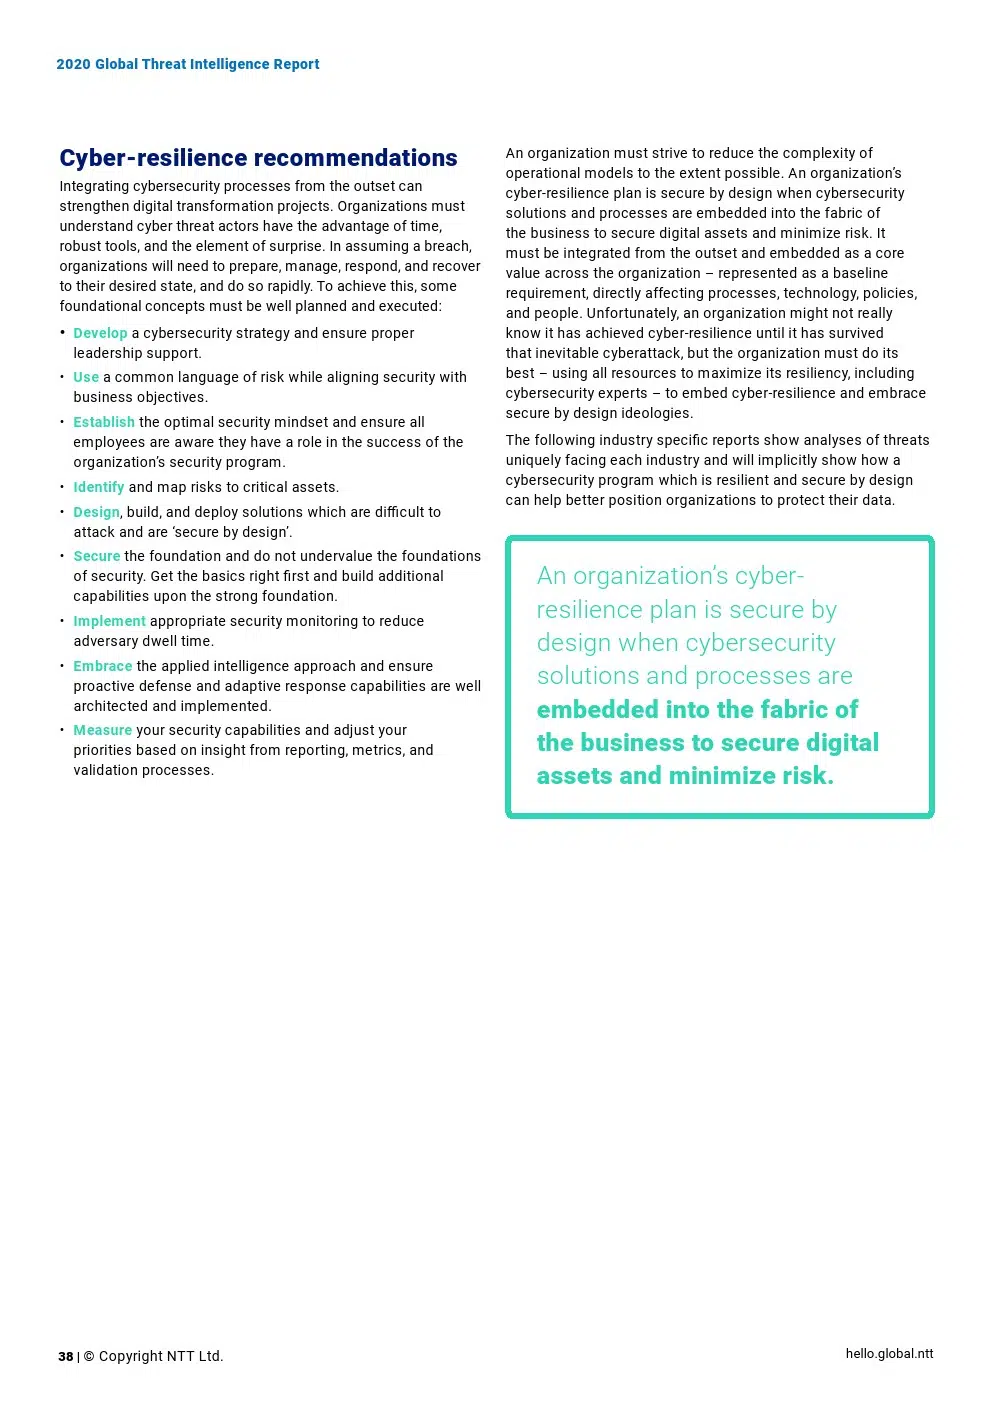 2020 Global Threat Intelligence Report
Cyber-resilience recommendations
Integrating cybersecurity processes from the outset can
strengthen digital transformation projects. Organizations must
understand cyber threat actors have the advantage of time,
robust tools, and the element of surprise. In assuming a breach,
organizations will need to prepare, manage, respond, and recover
to their desired state, and do so rapidly. To achieve this, some
foundational concepts must be well planned and executed:
• Develop a cybersecurity strategy and ensure proper
leadership support.
• Use a common language of risk while aligning security with
business objectives.
• Establish the optimal security mindset and ensure all
employees are aware they have a role in the success of the
organization’s security program.
• Identify and map risks to critical assets.
• Design, build, and deploy solutions which are difficult to
attack and are ‘secure by design’.
• Secure the foundation and do not undervalue the foundations
of security. Get the basics right first and build additional
capabilities upon the strong foundation.
• Implement appropriate security monitoring to reduce
adversary dwell time.
• Embrace the applied intelligence approach and ensure
proactive defense and adaptive response capabilities are well
architected and implemented.
• Measure your security capabilities and adjust your
priorities based on insight from reporting, metrics, and
validation processes.
An organization must strive to reduce the complexity of
operational models to the extent possible. An organization’s
cyber-resilience plan is secure by design when cybersecurity
solutions and processes are embedded into the fabric of
the business to secure digital assets and minimize risk. It
must be integrated from the outset and embedded as a core
value across the organization – represented as a baseline
requirement, directly affecting processes, technology, policies,
and people. Unfortunately, an organization might not really
know it has achieved cyber-resilience until it has survived
that inevitable cyberattack, but the organization must do its
best – using all resources to maximize its resiliency, including
cybersecurity experts – to embed cyber-resilience and embrace
secure by design ideologies.
The following industry specific reports show analyses of threats
uniquely facing each industry and will implicitly show how a
cybersecurity program which is resilient and secure by design
can help better position organizations to protect their data.
An organization’s cyber-
resilience plan is secure by
design when cybersecurity
solutions and processes are
embedded into the fabric of
the business to secure digital
assets and minimize risk.
38 | © Copyright NTT Ltd.
hello.global.ntt